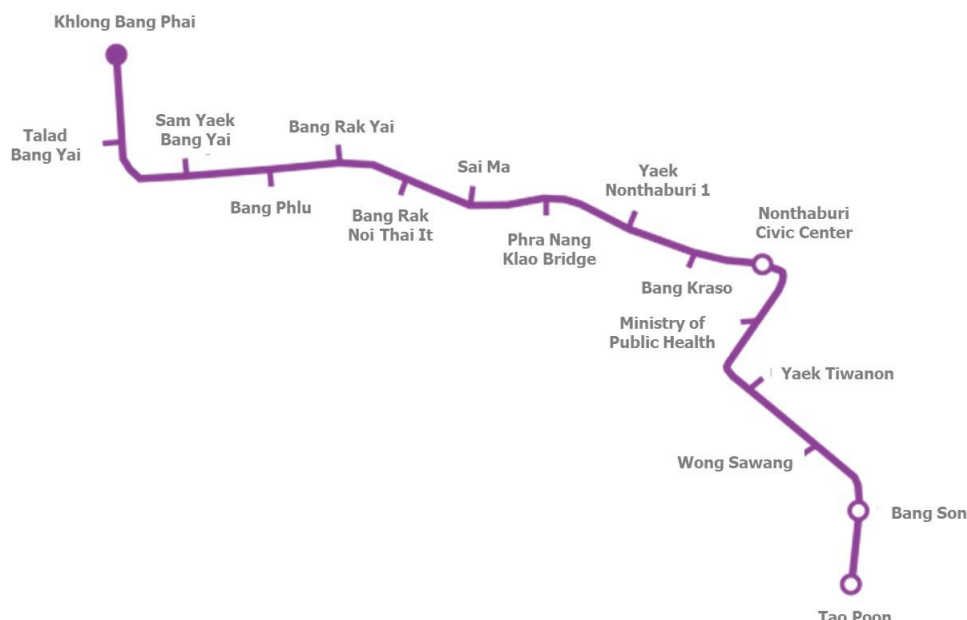 Khlong Bang Phai
Talad
Bang Yai
Sam Yaek
Bang Yai
Bang Phlu
Bang Rak Yai
Bang Rak
Noi Thai It
Sai Ma
Phra Nang
Klao Bridge
Yaek
Nonthaburi 1
Bang Kraso
Nonthaburi
Civic Center
Ministry of
Public Health
Yaek Tiwanon
Wong Sawang
Bang Son
Tao Poon